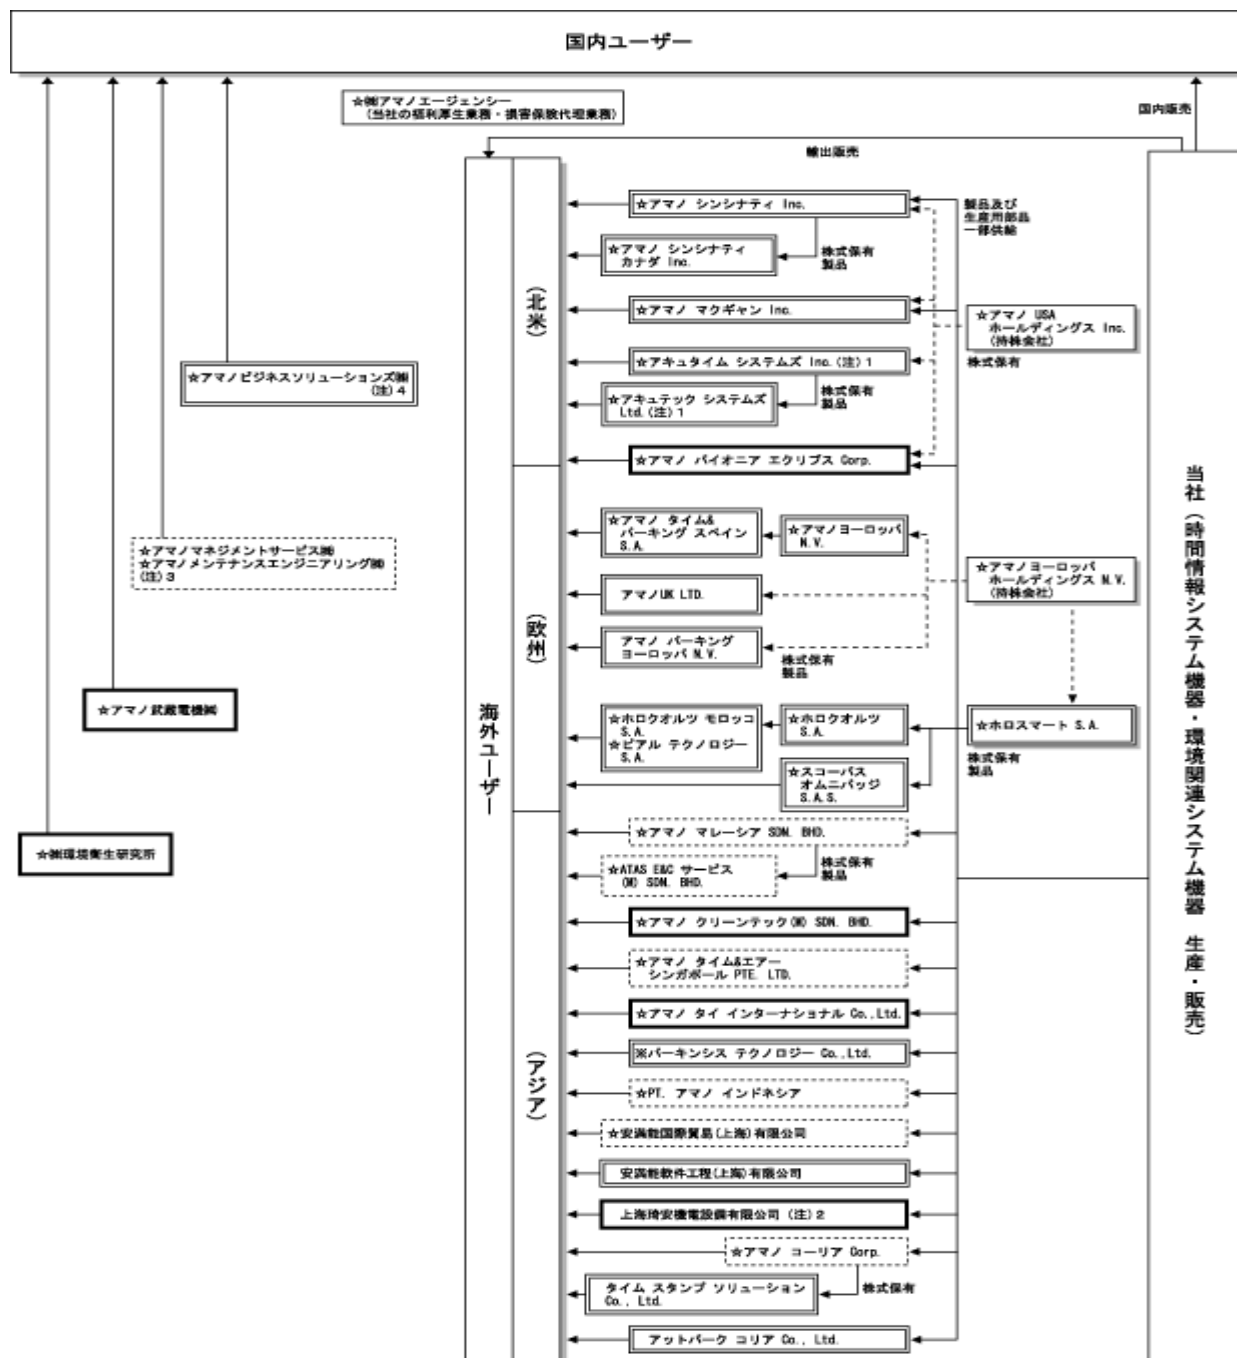 国内ユーザー
☆㈱アマノエージェンシー
(当社の福利厚生業務・損害保険代理業務)
国内販売
輸出販売
☆アマノ シンシナティ Inc.
製品及び
生産用部品
一部供給
☆アマノ シンシナティ
カナダ Inc.
株式保有
製品
(北米)
☆アマノ マクギャン Inc.
☆アマノ USA
ホールディングス Inc.
(持株会社)
株式保有
☆アキュタイム システムズ Inc.(注)1
☆アマノビジネスソリューションズ㈱
(注)4
☆アキュテック システムズ
Ltd.(注)1
株式保有
製品
☆アマノ パイオニア エクリプス Corp.
当社(時間情報システム機器・環境関連システム機器 生産・販売)
☆アマノ タイム&
パーキング スペイン
S.A.
☆アマノヨーロッパ
N.V.
☆アマノマネジメントサービス㈱
☆アマノメンテナンスエンジニアリング㈱
(注)3
☆アマノヨーロッパ
ホールディングス N.V.
(持株会社)
アマノUK LTD.
(欧州)
アマノ パーキング
ヨーロッパ N.V.
株式保有
製品
☆アマノ武蔵電機㈱
海外ユーザー
☆ホロクオルツ モロッコ
S.A.
☆ビアル テクノロジー
S.A.
☆ホロクオルツ
S.A.
☆ホロスマート S.A.
株式保有
製品
☆スコーパス
オムニバッジ
S.A.S.
☆アマノ マレーシア SDN. BHD.
☆㈱環境衛生研究所
☆ATAS E&C サービス
(M) SDN. BHD.
株式保有
製品
☆アマノ クリーンテック(M) SDN. BHD.
☆アマノ タイム&エアー
シンガポール PTE. LTD.
☆アマノ タイ インターナショナル Co.,Ltd.
※パーキンシス テクノロジー Co.,Ltd.
(アジア)
☆PT. アマノ インドネシア
☆安満能国際貿易(上海)有限公司
安満能軟件工程(上海)有限公司
上海琦安機電設備有限公司 (注)2
☆アマノ コーリア Corp.
タイム スタンプ ソリューション
Co., Ltd.
株式保有
アットパーク コリア Co., Ltd.